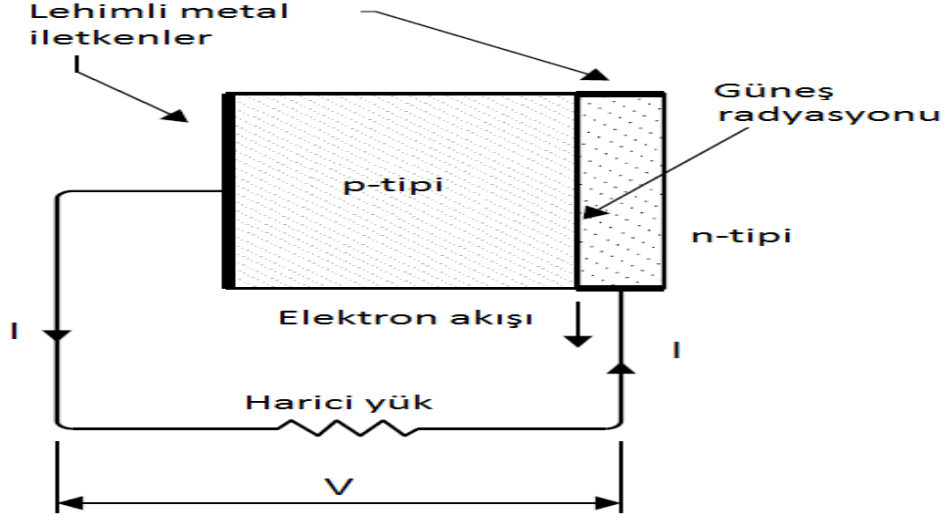 Lehimli metal
iletkenler
Güneş
radyasyonu
p-tipi
n-tipi
Elektron akışı
I
I
Harici yük
V